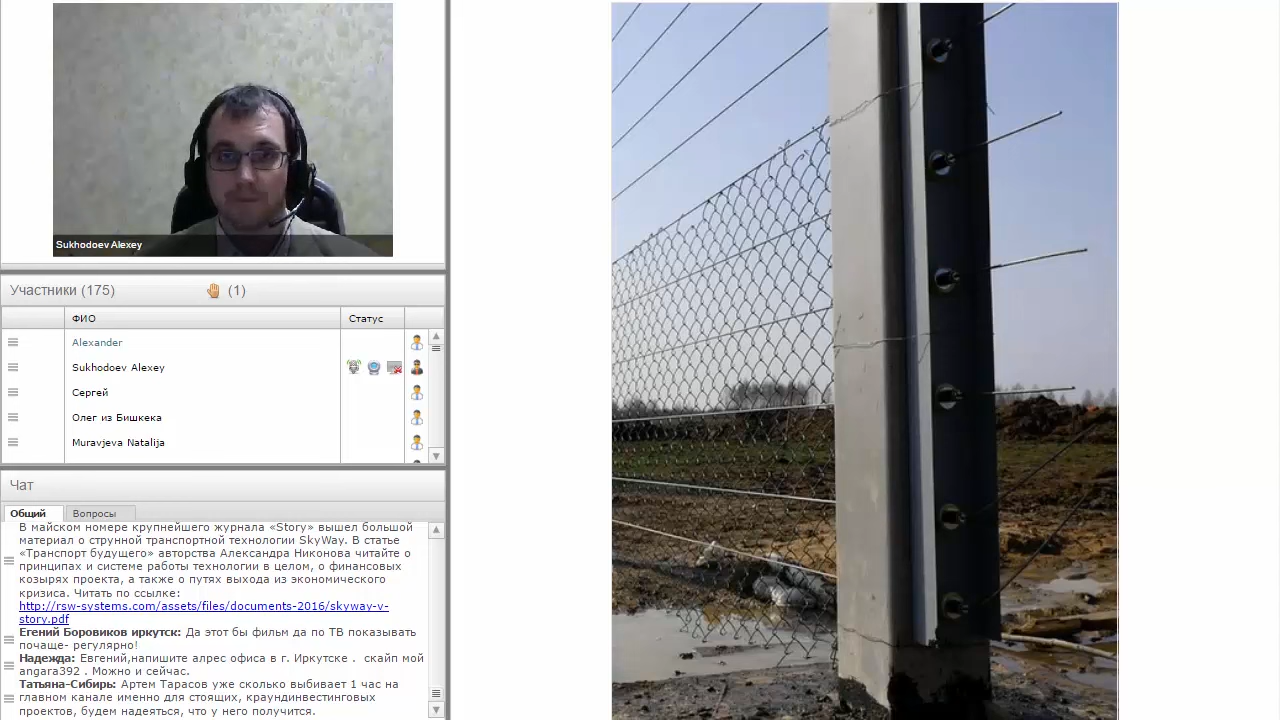 Sukhodoev Alexey
Участники (175)
(1)
ФИО
Статус
Alexander
Sukhodoev Alexey
Сергей
Олег из Бишкека
Muravjeva Natalija
Чат
Общий
Вопросы
В майском номере крупнейшего журнала «Story» вышел большой
материал о струнной транспортной технологии SkyWay. В статье
«Транспорт будущего» авторства Александра Никонова читайте о
принципах и системе работы технологии в целом, о финансовых
козырях проекта, а также о путях выхода из экономического
кризиса. Читать по ссылке:
http://rsw-systems.com/assets/files/documents-2016/skyway-v-
story.pdf
Егений Боровиков иркутск: Да этот бы фильм да по ТВ показывать
почаще- регулярно!
Надежда: Евгений,напишите алрес офиса в г. Иркутске . скайп мой
angara392 . Можно и сейчас.
Татьяна-Сибирь: Артем Тарасов уже сколько выбивает 1 час на
главном канале именно для стоящих, краундинвестинговых
проектов, будем надеяться, что у него получится.